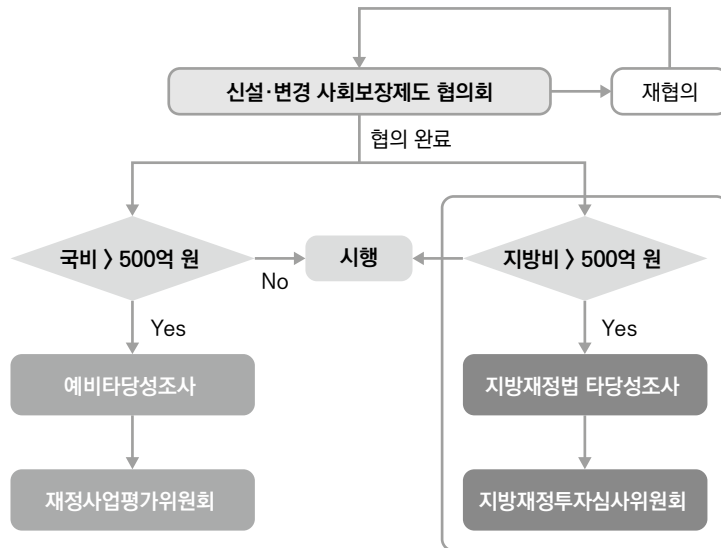 신설·변경 사회보장제도 협의회
재협의
협의 완료
국비 > 500억 원
시행
지방비 > 500억 원
No
Yes
Yes
예비타당성조사
지방재정법 타당성조사
재정사업평가위원회
지방재정투자심사위원회